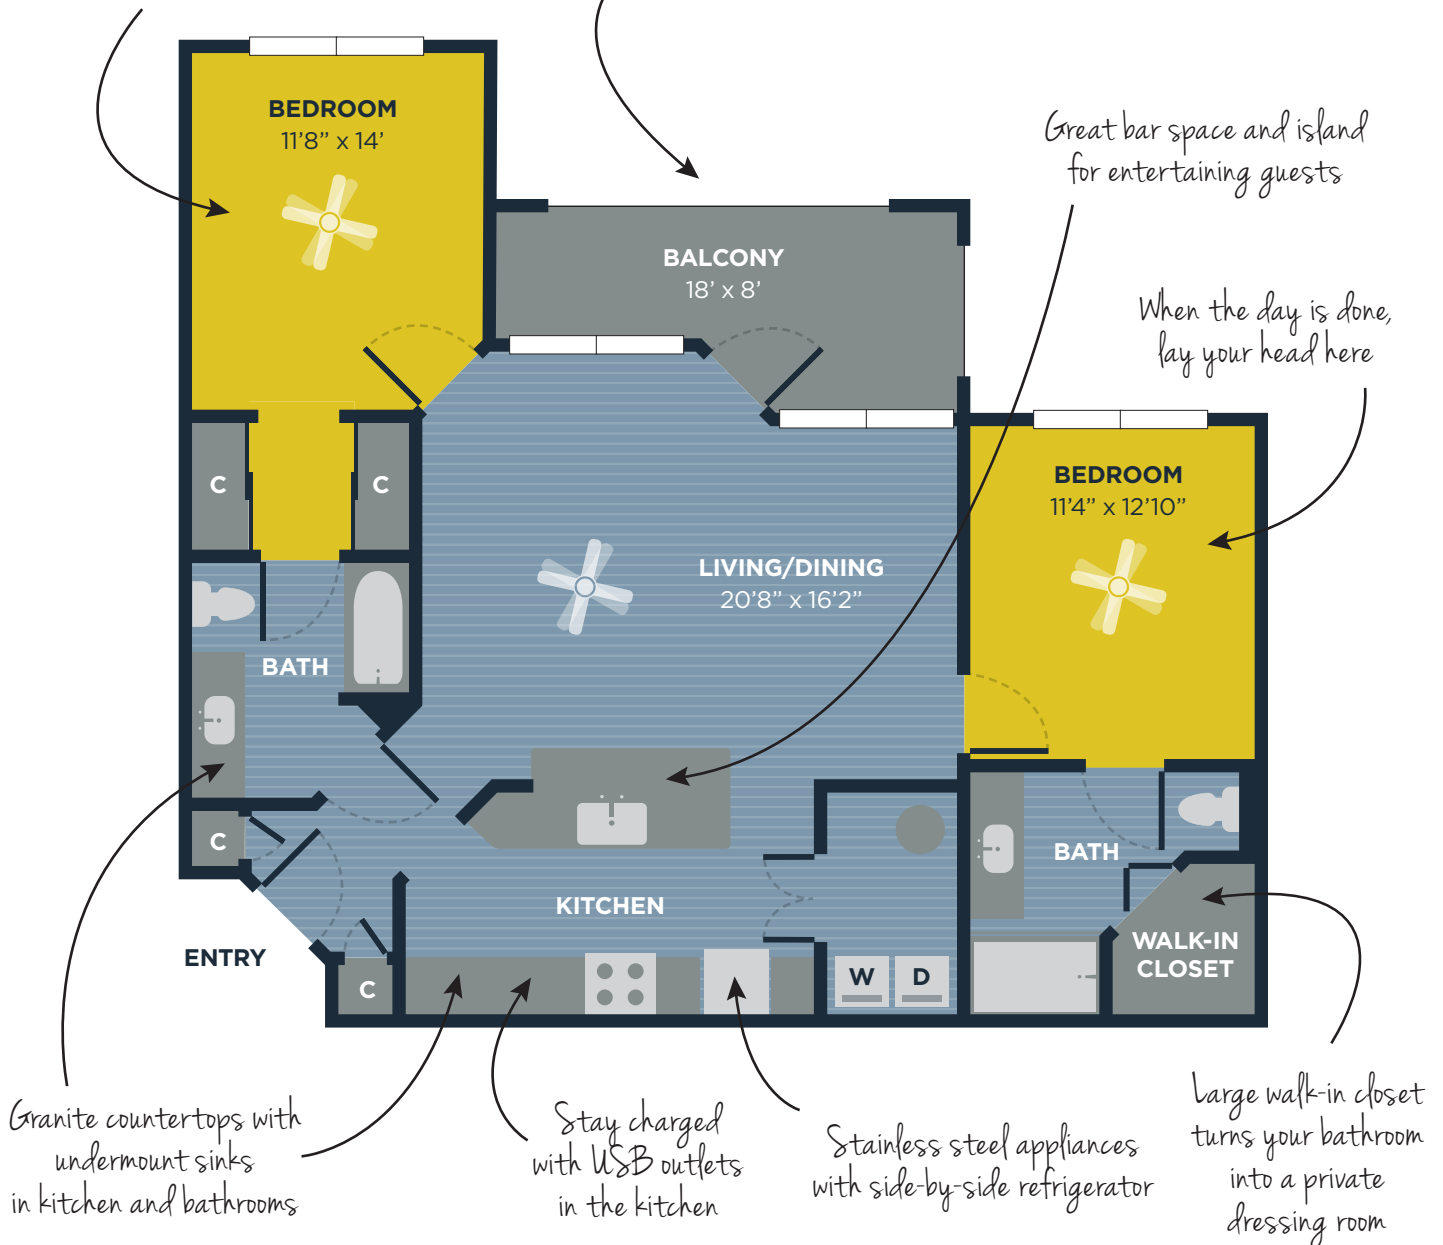 BEDROOM
11’8” x 14’
Great bar space and island
for entertaining guests
BALCONY
18’ x 8’
When the day is done,
lay your head here
C
C
BEDROOM
11’4” x 12’10”
LIVING/DINING
20’8” x 16’2”
BATH
C
BATH
KITCHEN
ENTRY
WALK-IN
CLOSET
C
W
D
Granite countertops with
undermount sinks
in kitchen and bathrooms
Stay charged
with USB outlets
in the kitchen
Stainless steel appliances
with side-by-side refrigerator
Large walk-in closet
turns your bathroom
into a private
dressing room